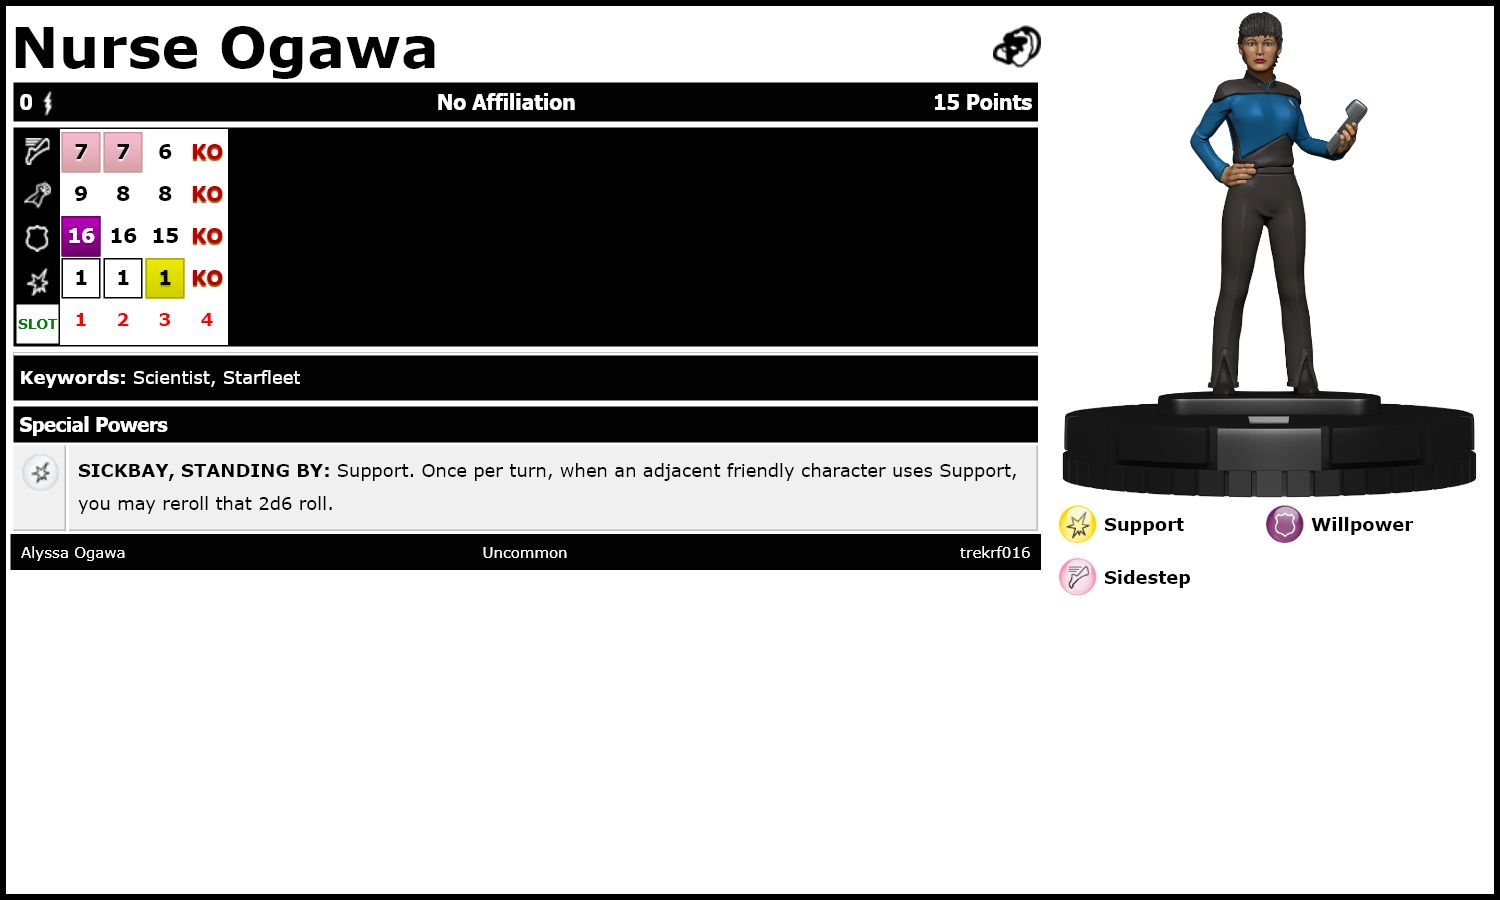 Nurse Ogawa
0 No Affiliation 15 Points
7 7 6 KO
9 8 8 KO
16 16 15 KO
1 1 1 KO
SLOT 1 2 3 4
Keywords: Scientist, Starfleet
Special Powers
SICKBAY, STANDING BY: Support. Once per turn, when an adjacent friendly character uses Support,
you may reroll that 2d6 roll.
Alyssa Ogawa Uncommon trekrf016
Support Willpower
Sidestep